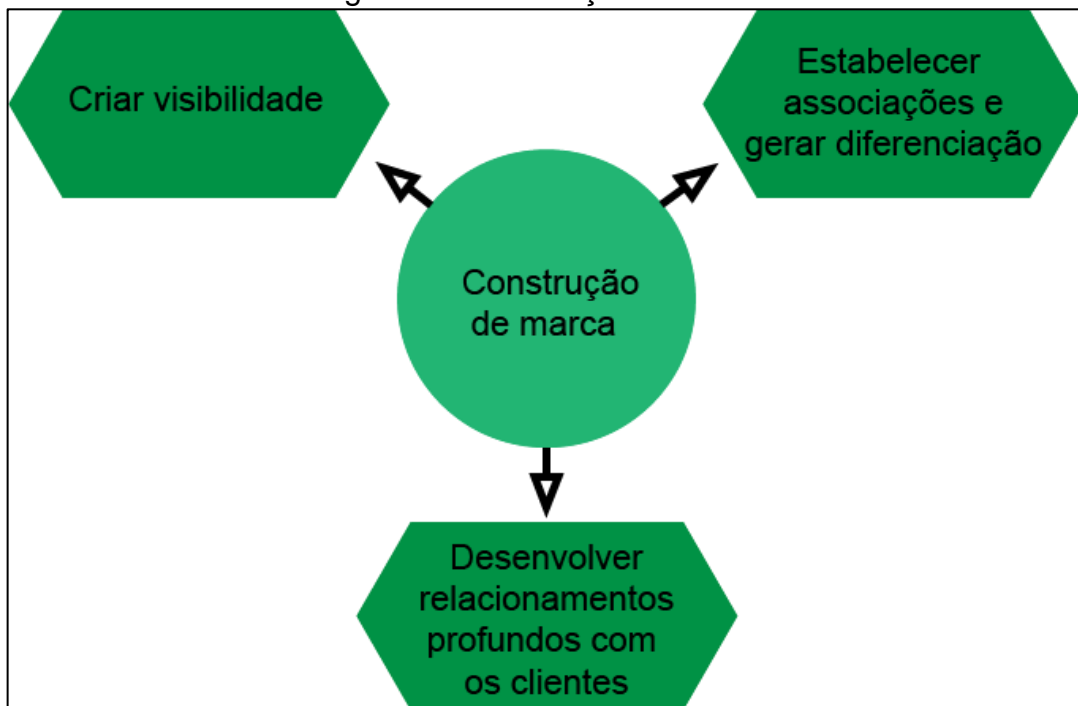 Criar visibilidade
Estabelecer
associações e
gerar diferenciação
Construção
de marca
Desenvolver
relacionamentos
profundos com
os clientes